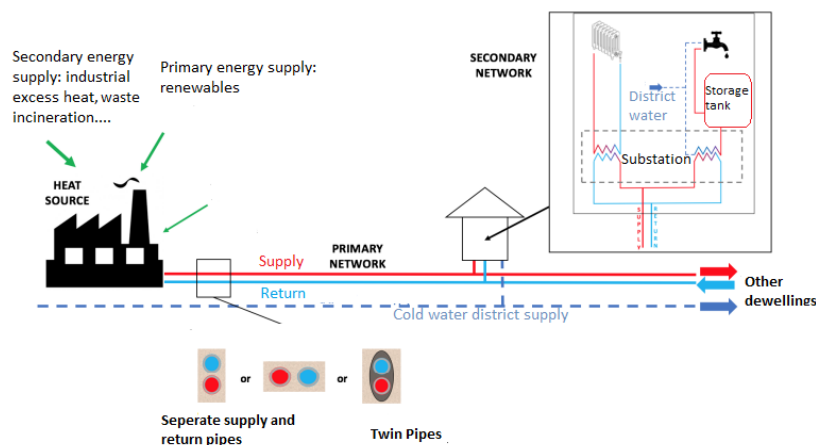 Secondary energy
supply: industrial
excess heat, waste
incineration....
Primary energy supply:
renewables
HEAT
SOURCE
SECONDARY
NETWORK
District
water
Storage
tank
Substation
SUPPLY
RETURN
Supply
PRIMARY
NETWORK
Return
Cold water district supply
Other
dewellings
or
or
Seperate supply and
return pipes
Twin Pipes